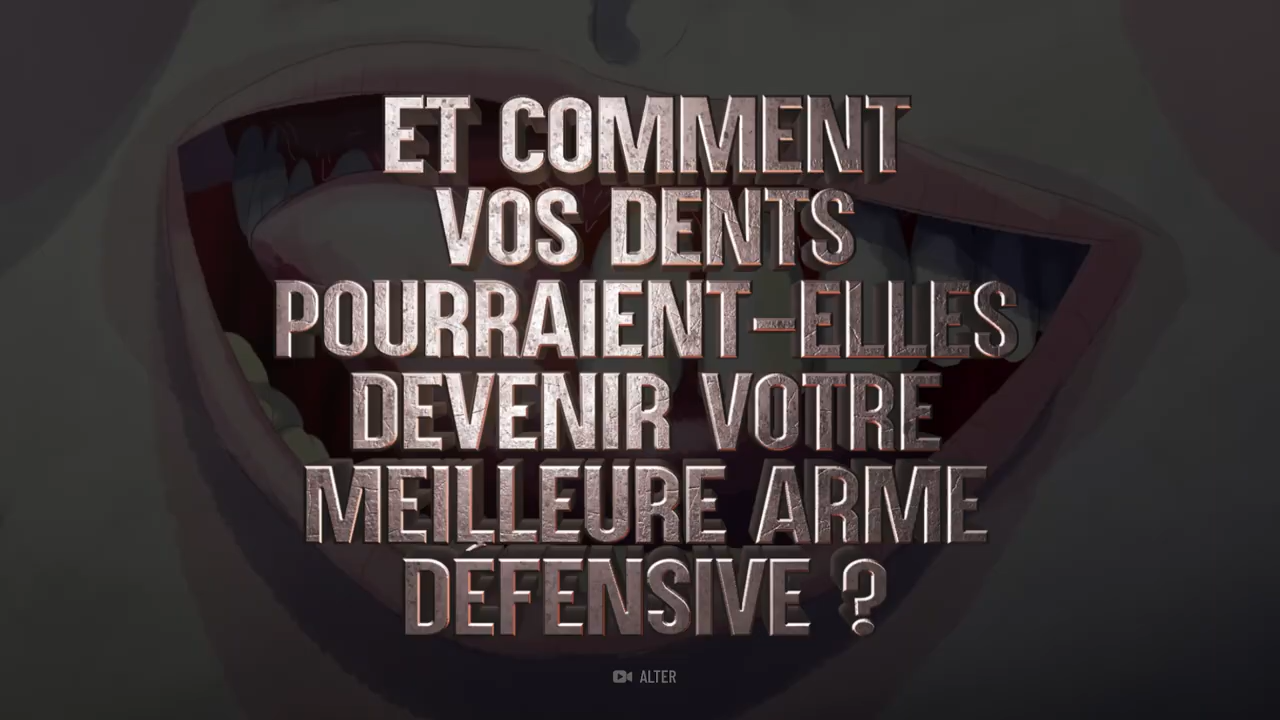 ET COMMENT
VOS DENTS
POURRAIENT-ELLES
DEVENIR VOTRE
MEILLEURE ARME
DÉFENSIVE ?
ALTER